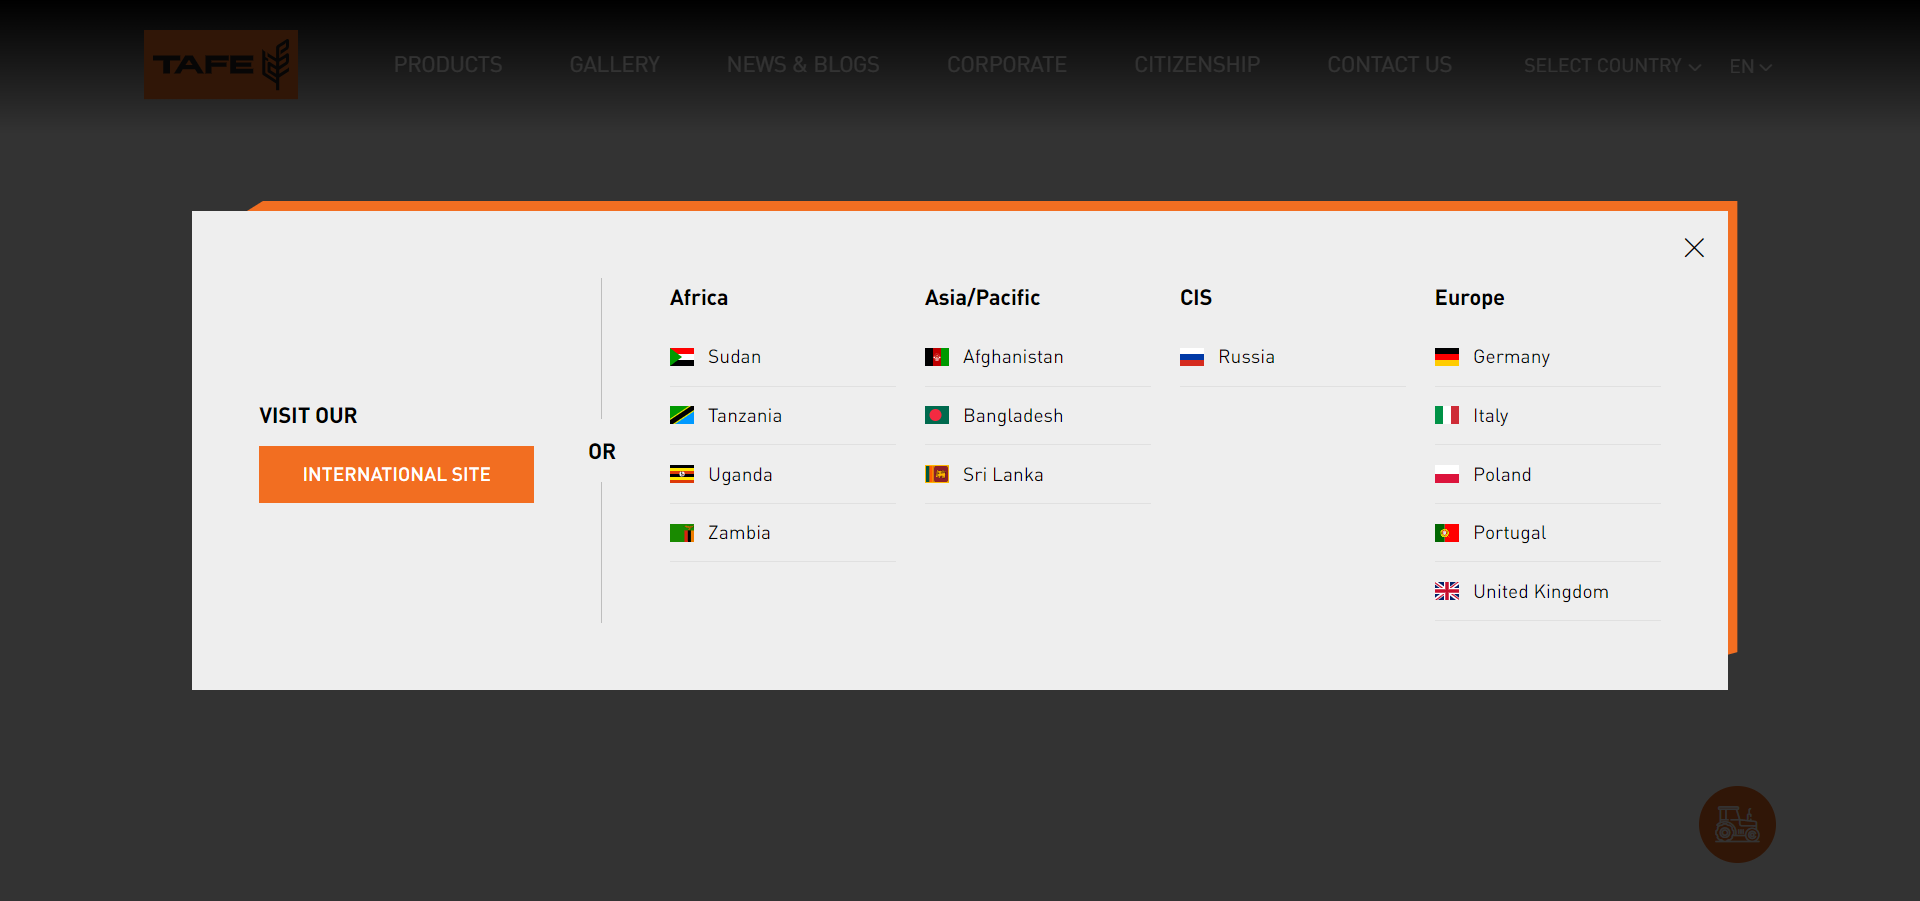 TAFE
PRODUCTS
GALLERY
NEWS & BLOGS
CORPORATE
CITIZENSHIP
CONTACT US
SELECT COUNTRY
EN
VISIT OUR
INTERNATIONAL SITE
OR
Africa
Sudan
Tanzania
Uganda
Zambia
Asia/Pacific
Afghanistan
Bangladesh
Sri Lanka
CIS
Russia
Europe
Germany
Italy
Poland
Portugal
United Kingdom